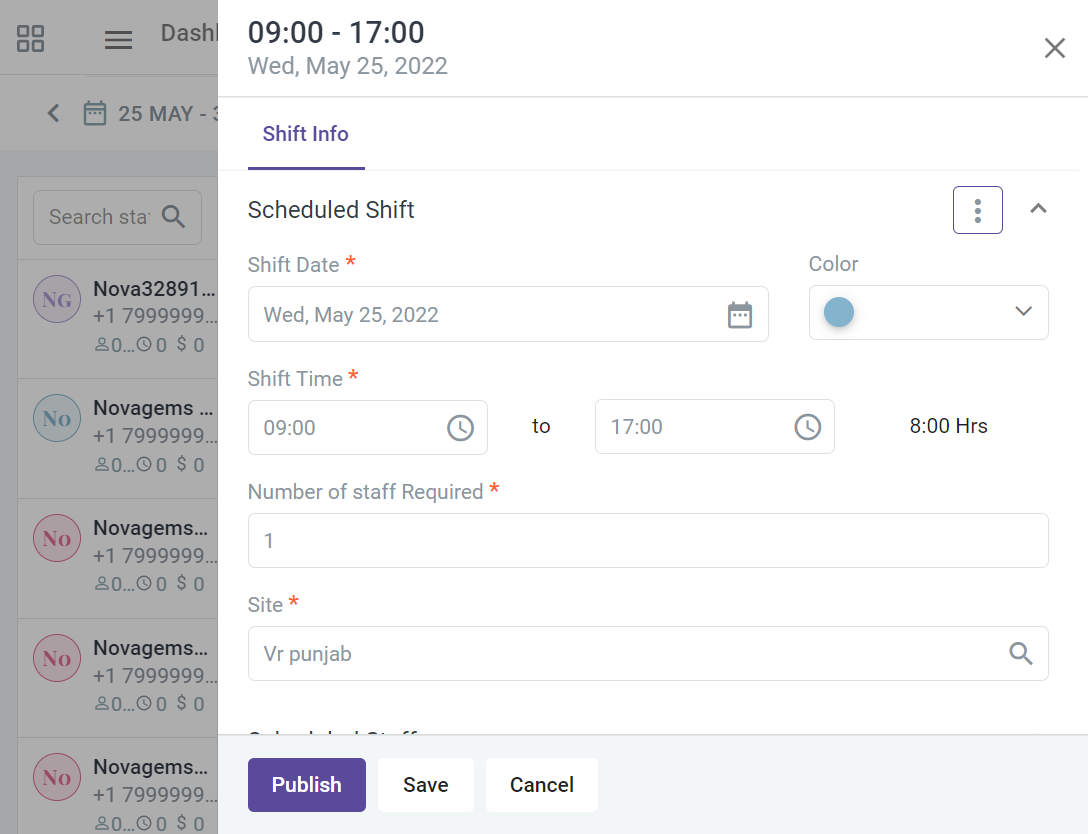 Dashl
25 MAY - 3
Search sta
NG
Nova32891...
+1 7999999...
0... 0 $ 0
No
Novagems ...
+1 7999999...
0... 0 $ 0
No
Novagems...
+1 7999999...
0... 0 $ 0
No
Novagems...
+1 7999999...
0... 0 $ 0
No
Novagems...
+1 7999999...
0... 0 $ 0
09:00 - 17:00
Wed, May 25, 2022
Shift Info
Scheduled Shift
Shift Date *
Color
Wed, May 25, 2022
Shift Time *
09:00 to 17:00 8:00 Hrs
Number of staff Required *
1
Site *
Vr punjab
Scheduled Staff
Publish Save Cancel